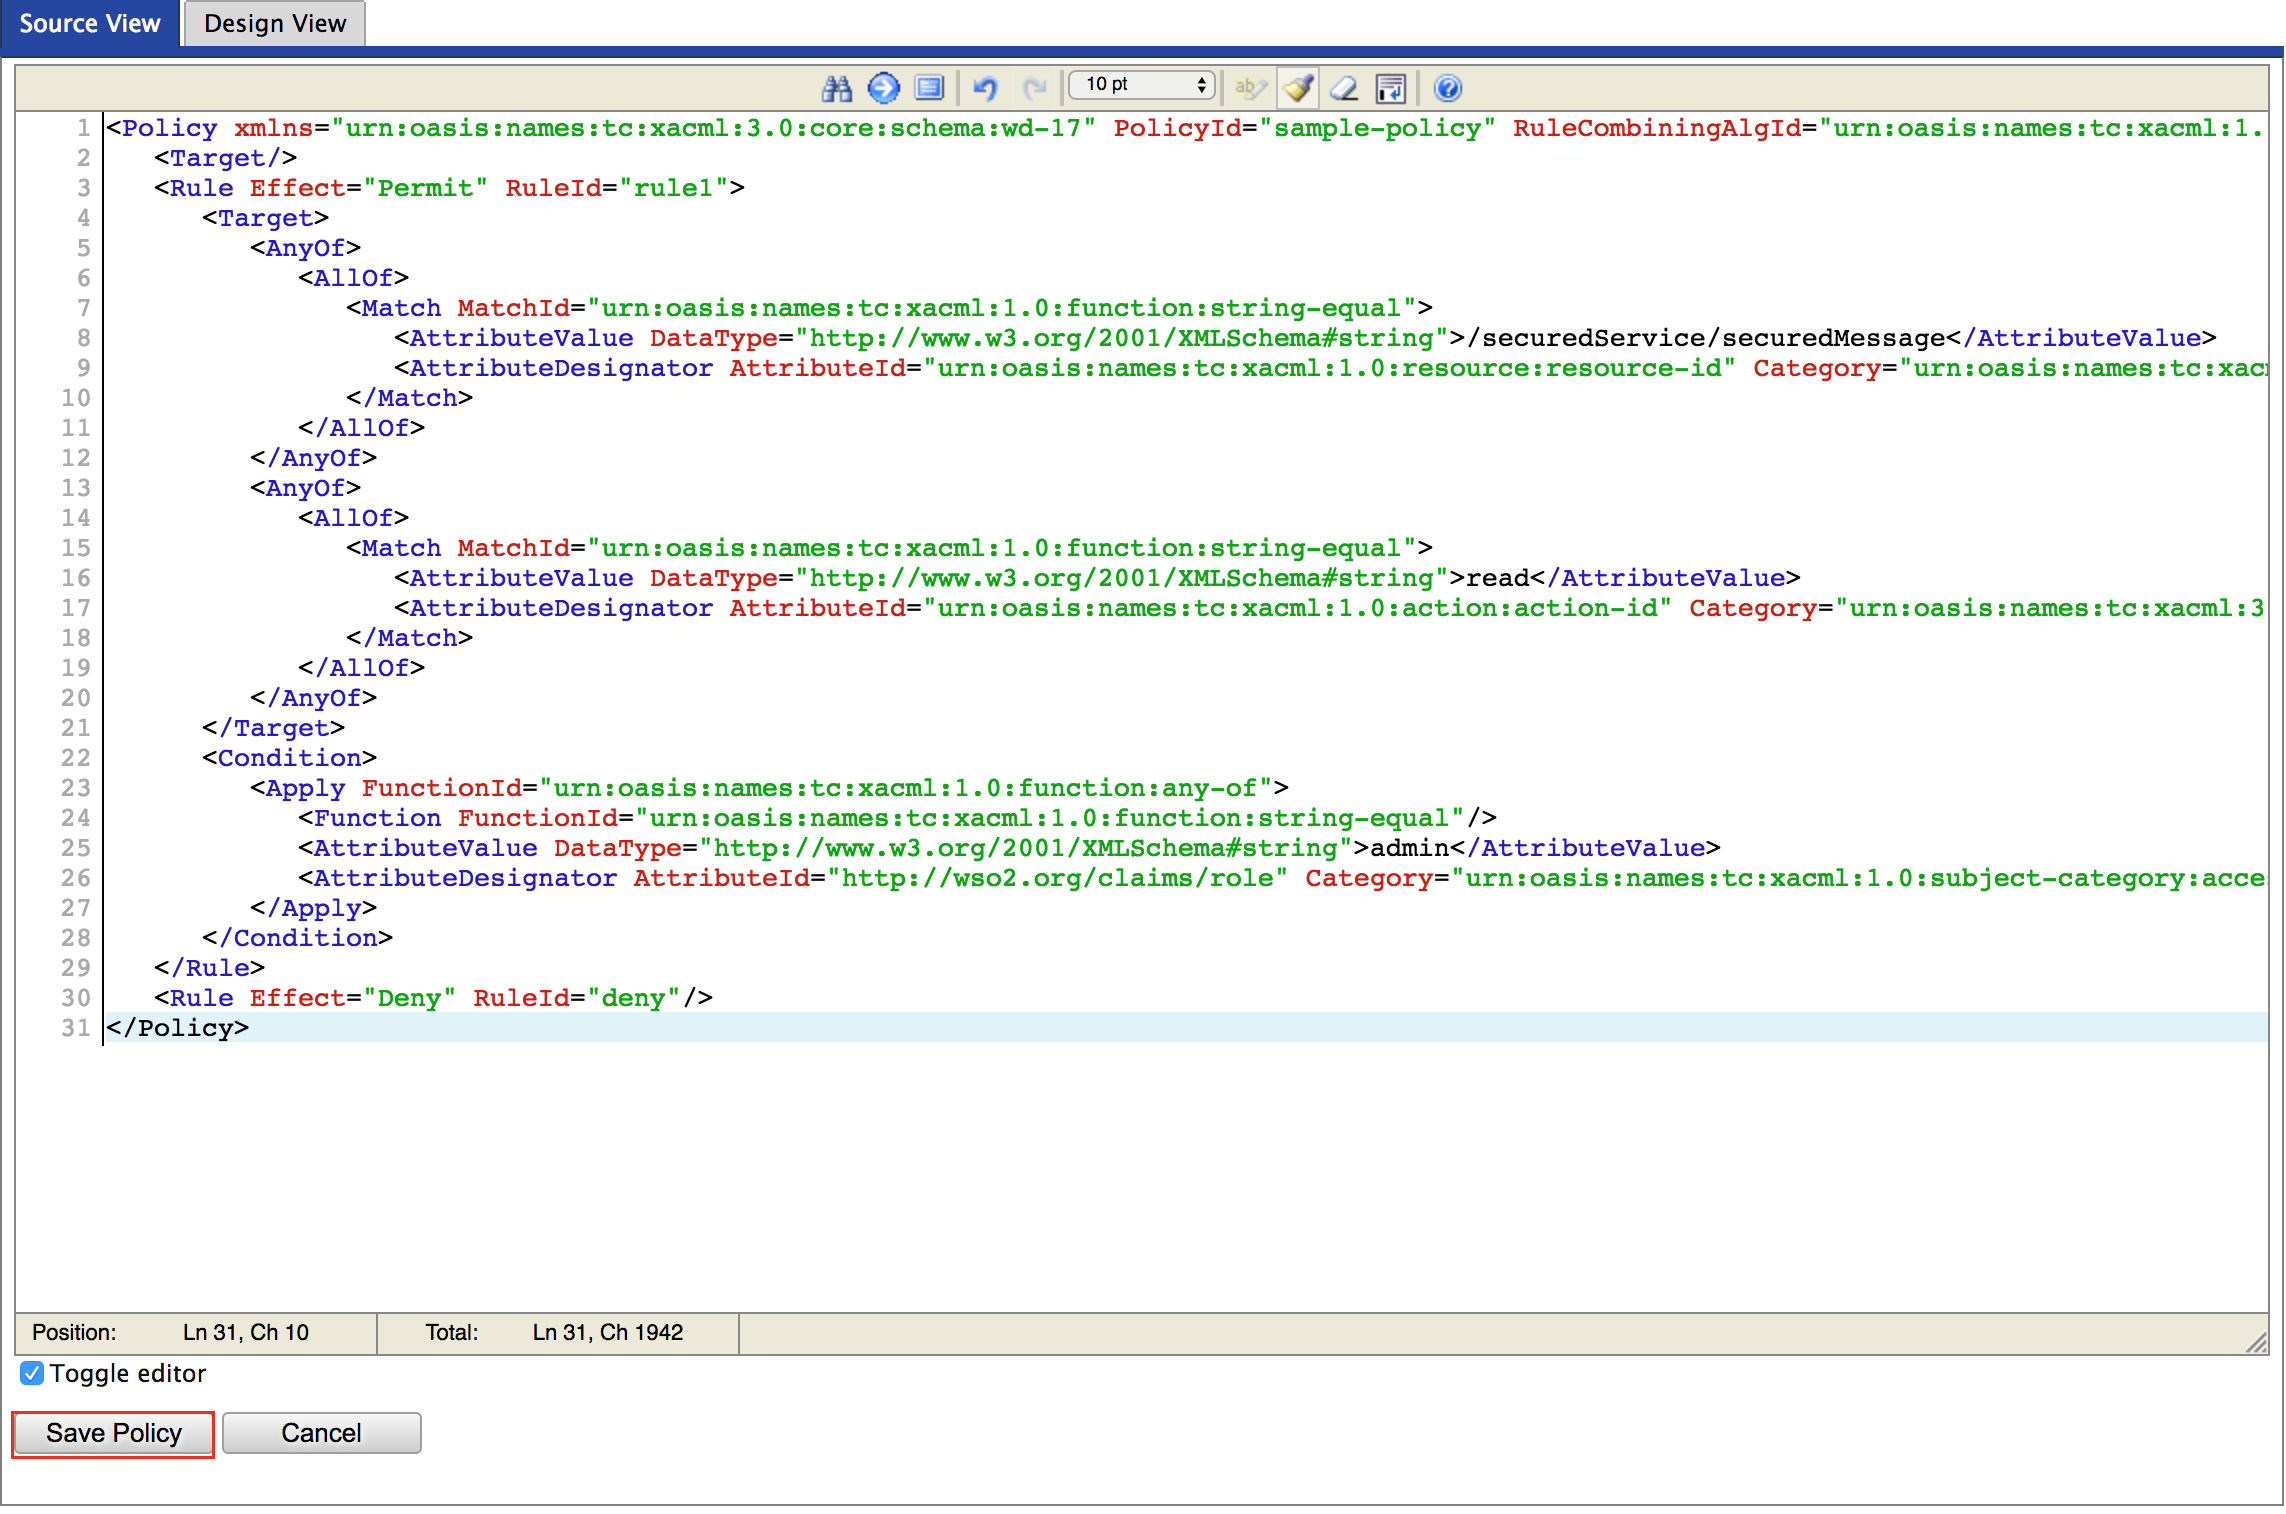 Source View Design View
10 pt
1 <Policy xmlns="urn:oasis:names:tc:xacml:3.0:core:schema:wd-17" PolicyId="sample-policy" RuleCombiningAlgId="urn:oasis:names:tc:xacml:1.
2 <Target/>
3 <Rule Effect="Permit" RuleId="rule1">
4 <Target>
5 <AnyOf>
6 <AllOf>
7 <Match MatchId="urn:oasis:names:tc:xacml:1.0:function:string-equal">
8 <AttributeValue DataType="http://www.w3.org/2001/XMLSchema#string">/securedService/securedMessage</AttributeValue>
9 <AttributeDesignator AttributeId="urn:oasis:names:tc:xacml:1.0:resource:resource-id" Category="urn:oasis:names:tc:xac
10 </Match>
11 </AllOf>
12 </AnyOf>
13 <AnyOf>
14 <AllOf>
15 <Match MatchId="urn:oasis:names:tc:xacml:1.0:function:string-equal">
16 <AttributeValue DataType="http://www.w3.org/2001/XMLSchema#string">read</AttributeValue>
17 <AttributeDesignator AttributeId="urn:oasis:names:tc:xacml:1.0:action:action-id" Category="urn:oasis:names:tc:xacml:3
18 </Match>
19 </AllOf>
20 </AnyOf>
21 </Target>
22 <Condition>
23 <Apply FunctionId="urn:oasis:names:tc:xacml:1.0:function:any-of">
24 <Function FunctionId="urn:oasis:names:tc:xacml:1.0:function:string-equal"/>
25 <AttributeValue DataType="http://www.w3.org/2001/XMLSchema#string">admin</AttributeValue>
26 <AttributeDesignator AttributeId="http://wso2.org/claims/role" Category="urn:oasis:names:tc:xacml:1.0:subject-category:acce
27 </Apply>
28 </Condition>
29 </Rule>
30 <Rule Effect="Deny" RuleId="deny"/>
31 </Policy>
Position: Ln 31, Ch 10 Total: Ln 31, Ch 1942
Toggle editor
Save Policy Cancel